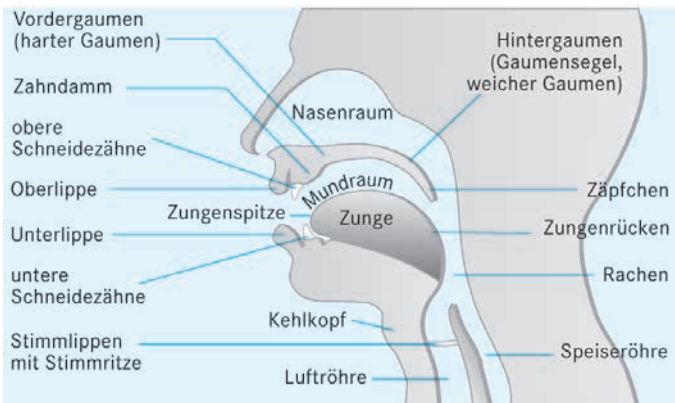 Vordergaumen
(harter Gaumen)
Zahndamm
obere
Schneidezähne
Oberlippe
Unterlippe
untere
Schneidezähne
Stimmlippen
mit Stimmritze
Nasenraum
Mundraum
Zungenspitze
Zunge
Kehlkopf
Luftröhre
Hintergaumen
(Gaumensegel,
weicher Gaumen)
Zäpfchen
Zungenrücken
Rachen
Speiseröhre